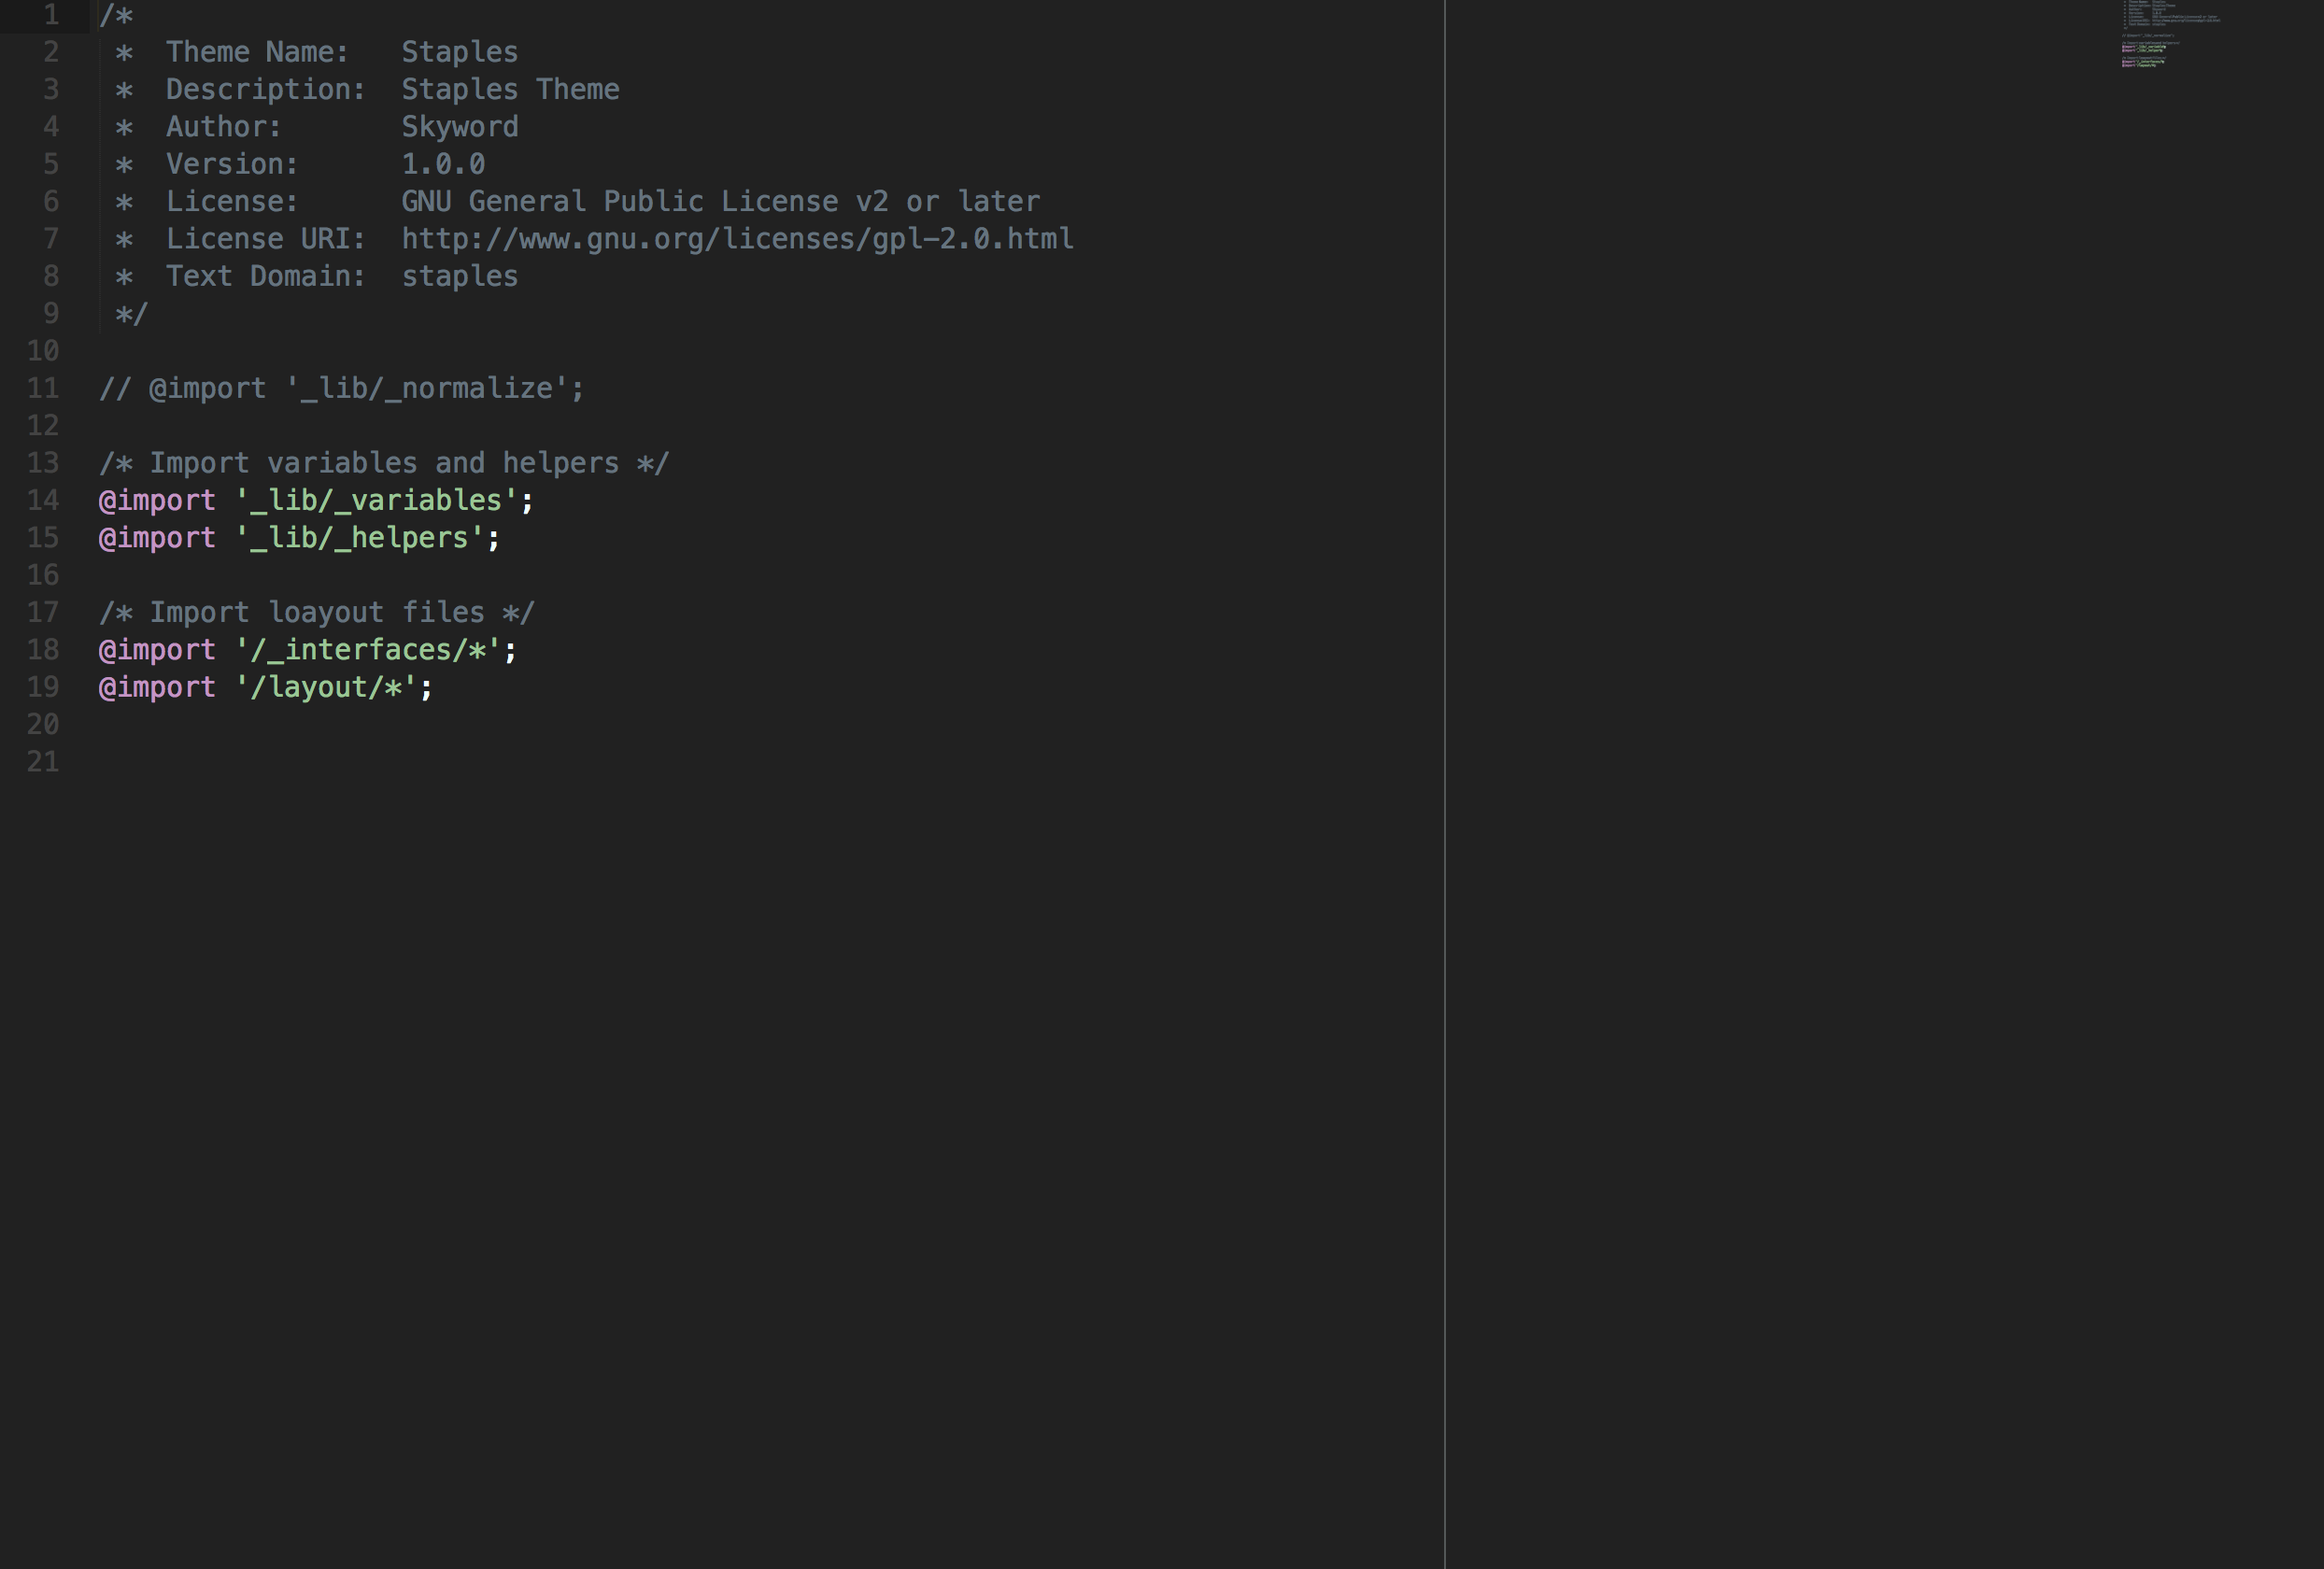 1 /*
2  *  Theme Name:   Staples
3  *  Description:  Staples Theme
4  *  Author:       Skyword
5  *  Version:      1.0.0
6  *  License:      GNU General Public License v2 or later
7  *  License URI:  http://www.gnu.org/licenses/gpl-2.0.html
8  *  Text Domain:  staples
9  */
10
11 // @import '_lib/_normalize';
12
13 /* Import variables and helpers */
14 @import '_lib/_variables';
15 @import '_lib/_helpers';
16
17 /* Import loayout files */
18 @import '/_interfaces/*';
19 @import '/layout/*';
20
21